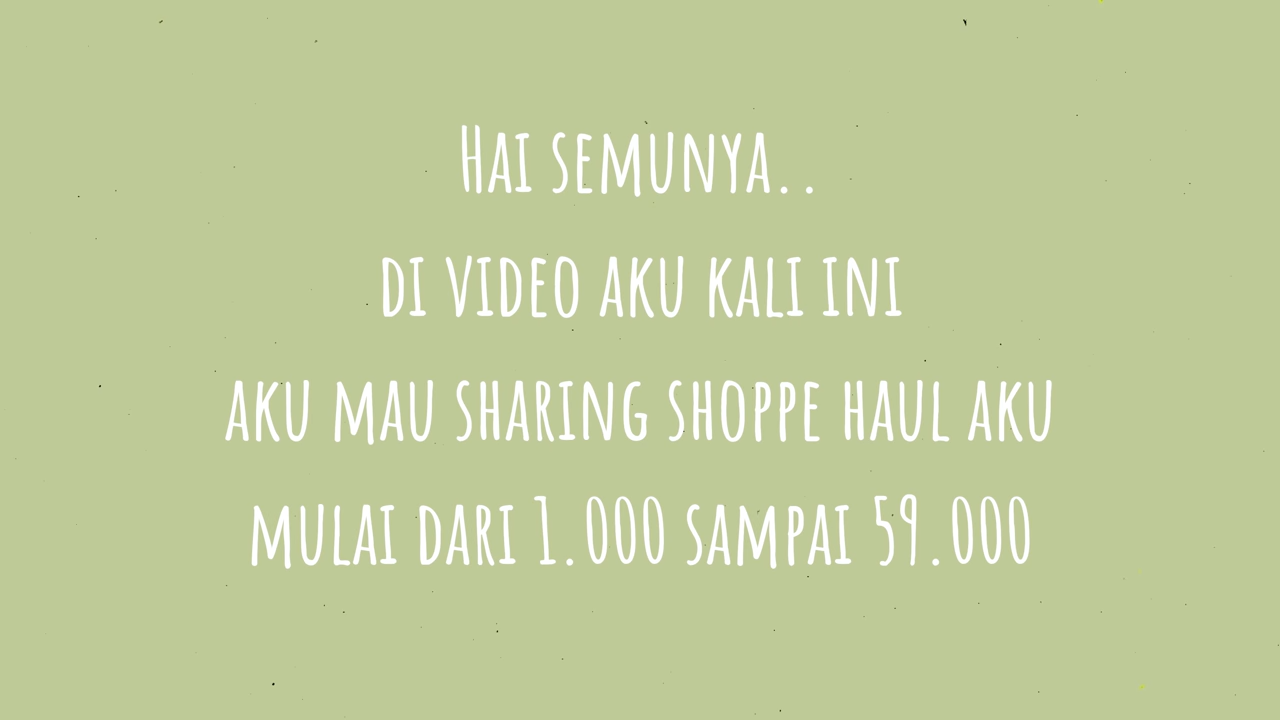 Hai semunya..
di video aku kali ini
aku mau sharing shoppe haul aku
mulai dari 1.000 sampai 59.000